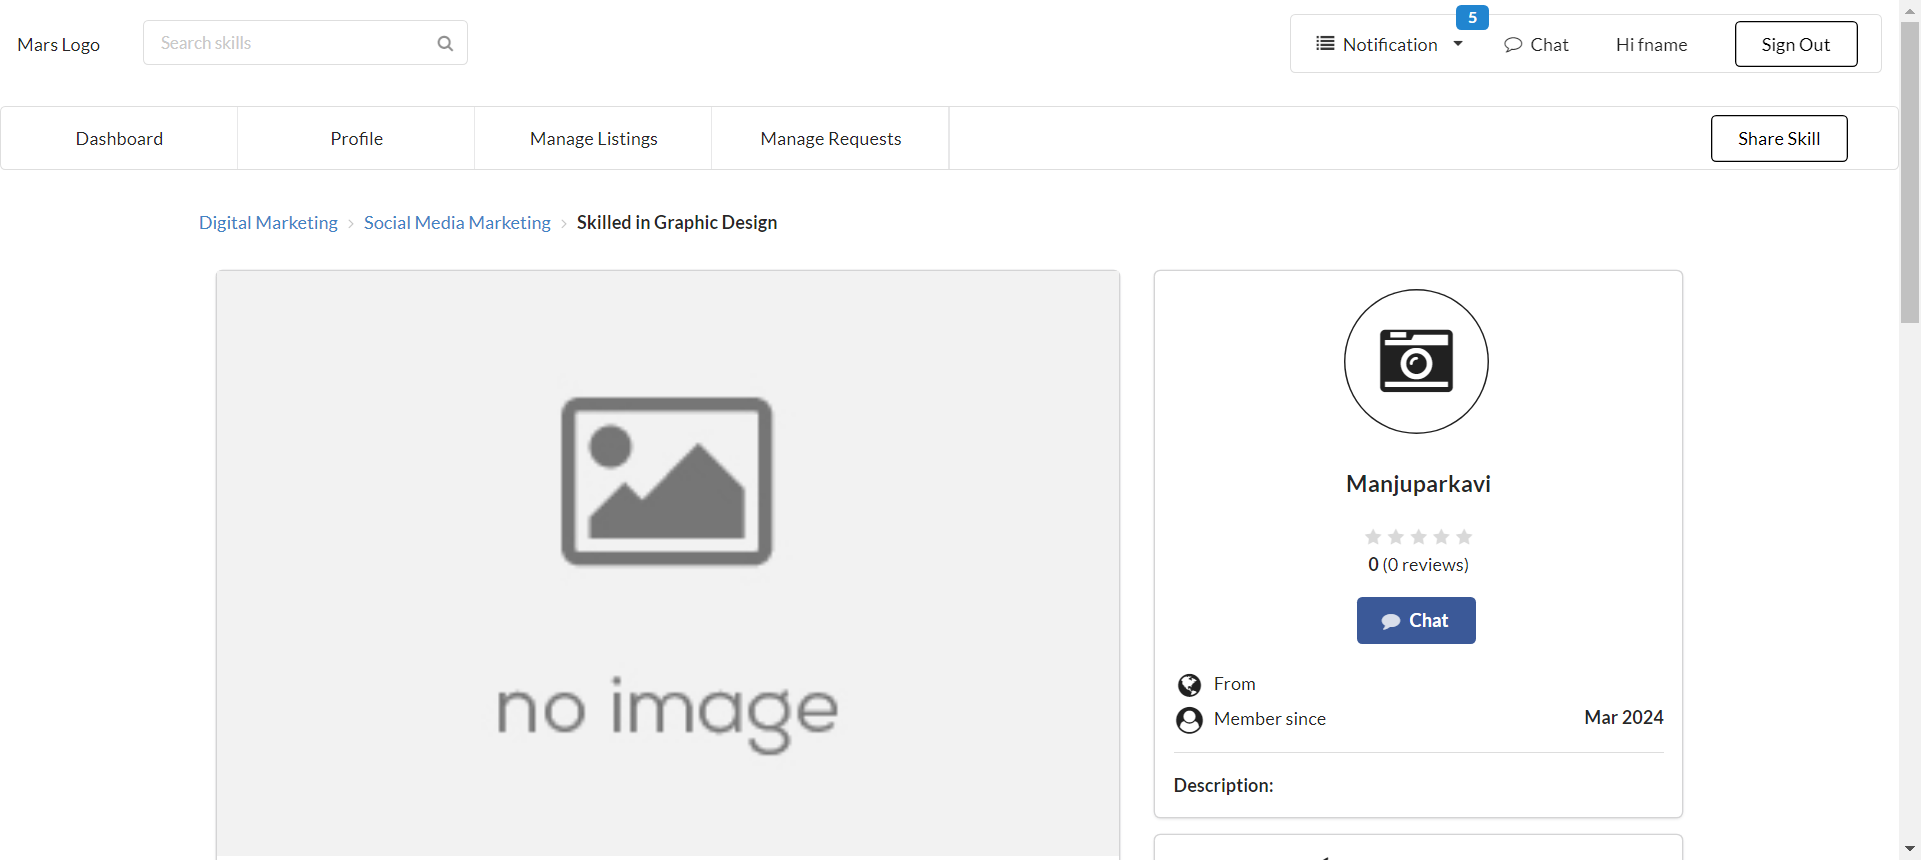 Mars Logo
Search skills
5
Notification
Chat
Hi fname
Sign Out
Dashboard
Profile
Manage Listings
Manage Requests
Share Skill
Digital Marketing
Social Media Marketing
Skilled in Graphic Design
no image
Manjuparkavi
0 (0 reviews)
Chat
From
Member since Mar 2024
Description: